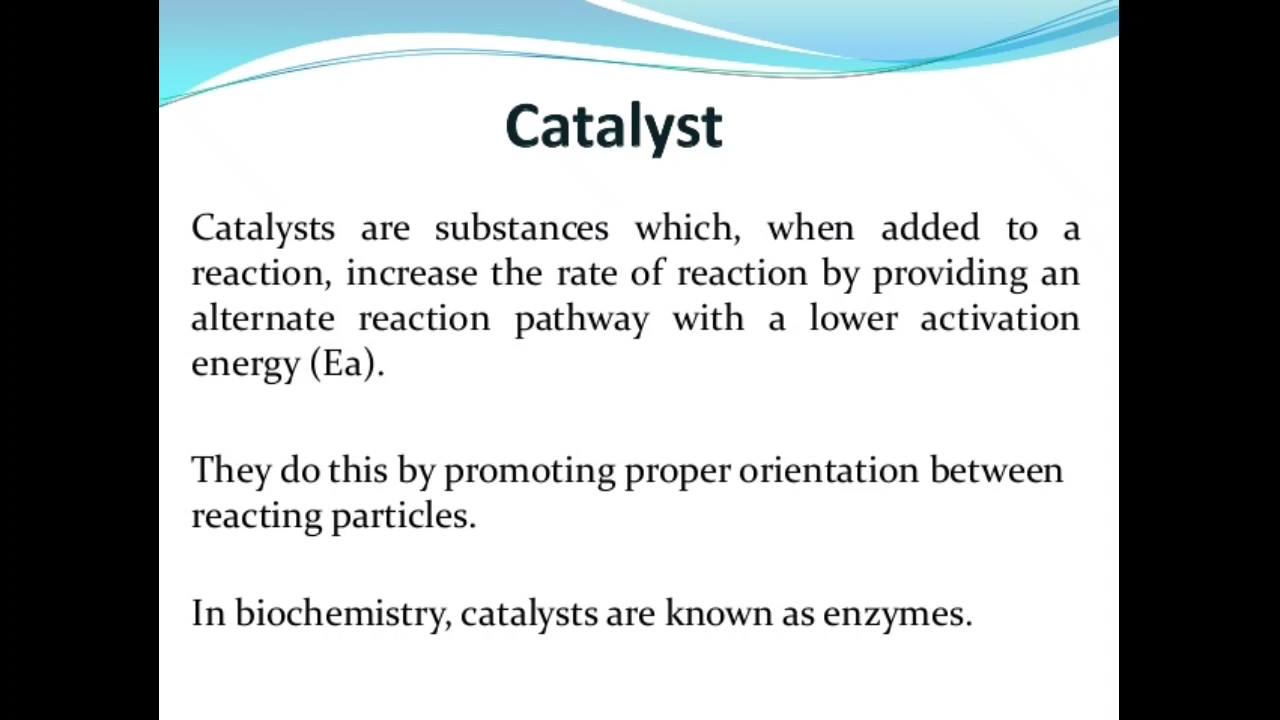 Catalyst
Catalysts are substances which, when added to a
reaction, increase the rate of reaction by providing an
alternate reaction pathway with a lower activation
energy (Ea).
They do this by promoting proper orientation between
reacting particles.
In biochemistry, catalysts are known as enzymes.